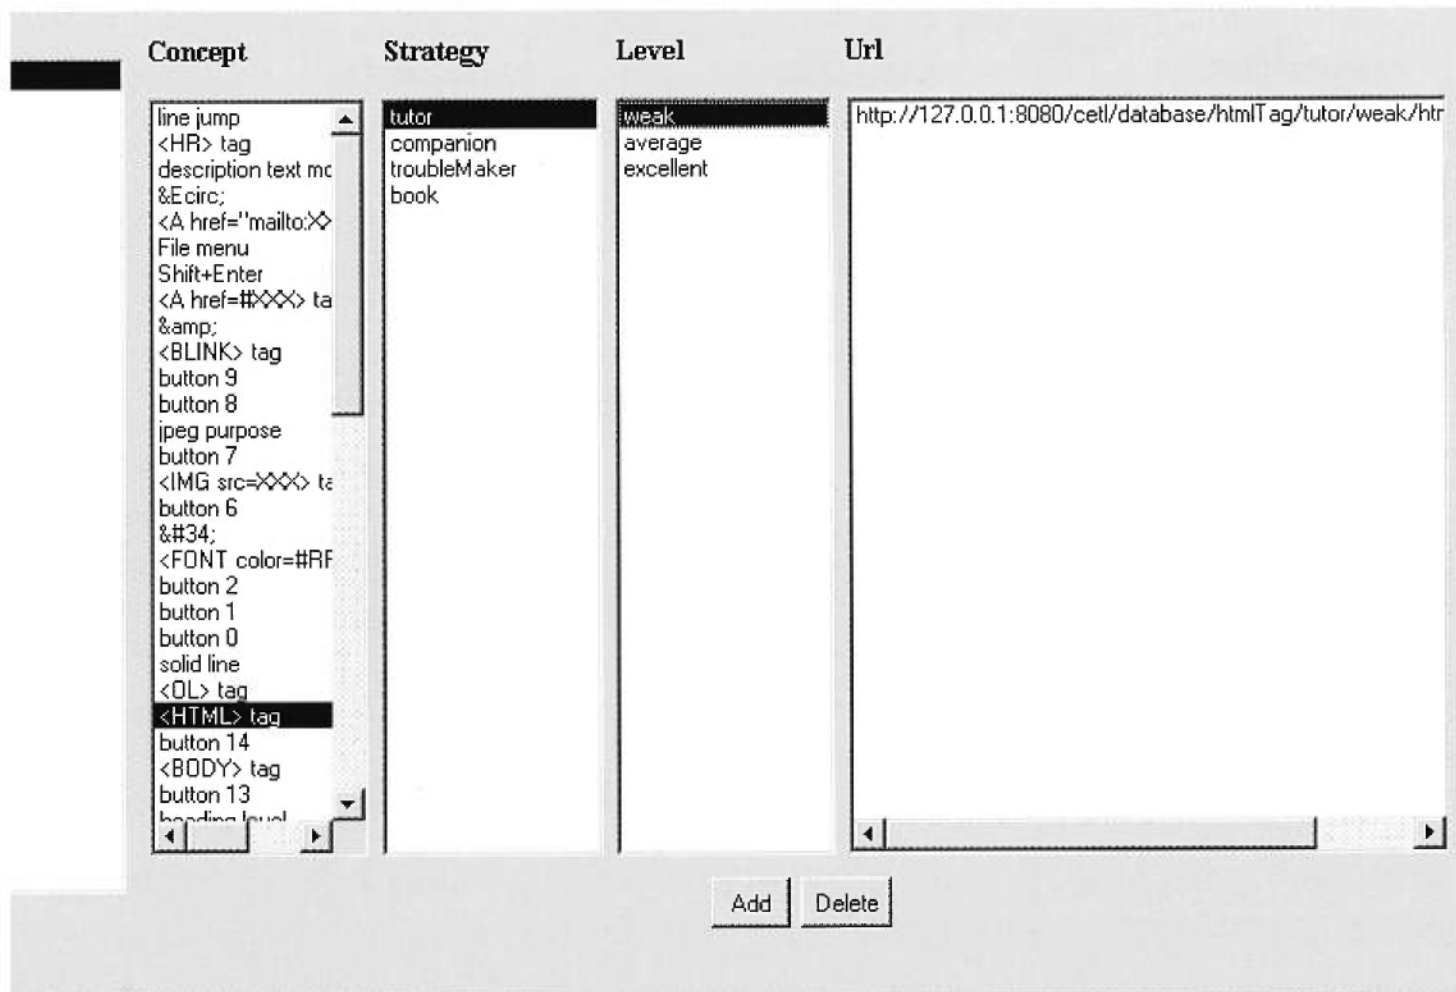 Concept
Strategy
Level
Url
line jump
<HR> tag
description text mc
&Ecirc;
<A href="mailto:XX
File menu
Shift+Enter
<A href=#XXX> ta
&amp;
<BLINK> tag
button 9
button 8
jpeg purpose
button 7
<IMG src=XXX> ta
button 6
&#34;
<FONT color=#RF
button 2
button 1
button 0
solid line
<OL> tag
<HTML> tag
button 14
<BODY> tag
button 13
heading level
tutor
companion
troubleMaker
book
weak
average
excellent
http://127.0.0.1:8080/cetl/database/htmlTag/tutor/weak/htr
Add
Delete